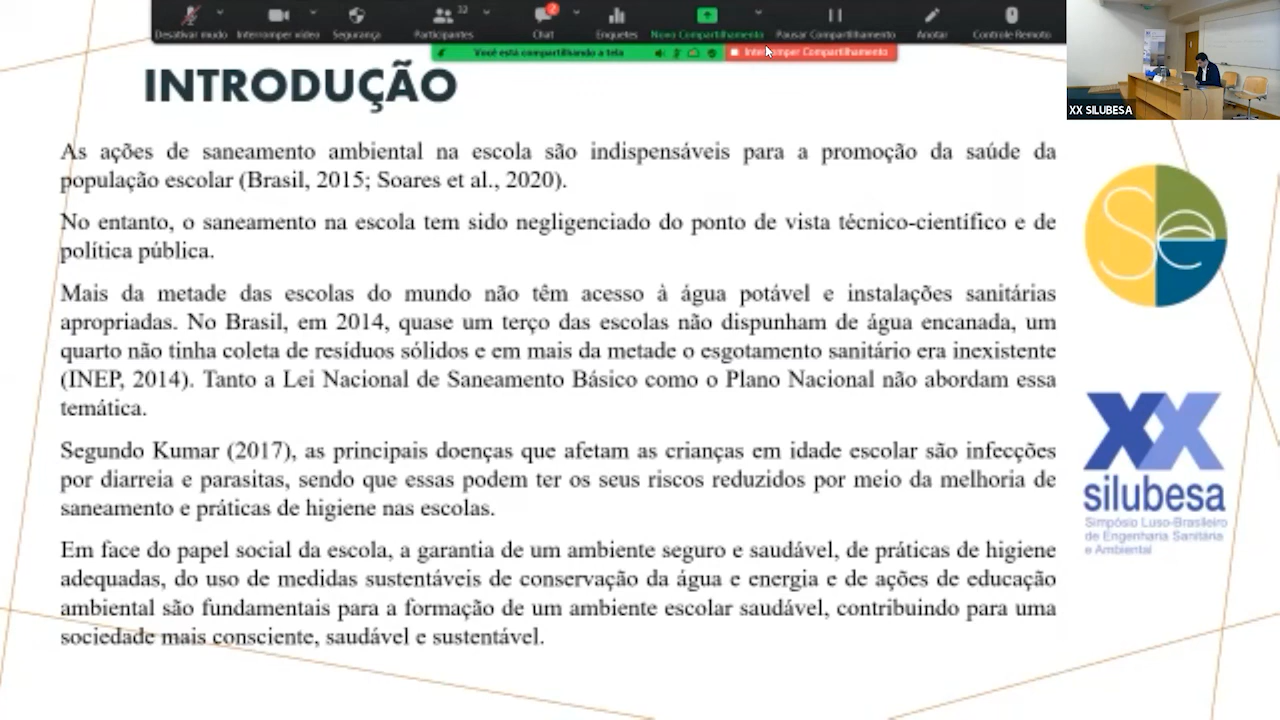 Desativar mudo
Interromper vídeo
Segurança
32
Participantes
2
Chat
Enquetes
Novo Compartilhamento
Pausar Compartilhamento
Anotar
Controle Remoto
Você está compartilhando a tela
Interromper Compartilhamento
XX SILUBESA
INTRODUÇÃO
As ações de saneamento ambiental na escola são indispensáveis para a promoção da saúde da
população escolar (Brasil, 2015; Soares et al., 2020).
No entanto, o saneamento na escola tem sido negligenciado do ponto de vista técnico-científico e de
política pública.
Mais da metade das escolas do mundo não têm acesso à água potável e instalações sanitárias
apropriadas. No Brasil, em 2014, quase um terço das escolas não dispunham de água encanada, um
quarto não tinha coleta de resíduos sólidos e em mais da metade o esgotamento sanitário era inexistente
(INEP, 2014). Tanto a Lei Nacional de Saneamento Básico como o Plano Nacional não abordam essa
temática.
Segundo Kumar (2017), as principais doenças que afetam as crianças em idade escolar são infecções
por diarreia e parasitas, sendo que essas podem ter os seus riscos reduzidos por meio da melhoria de
saneamento e práticas de higiene nas escolas.
Em face do papel social da escola, a garantia de um ambiente seguro e saudável, de práticas de higiene
adequadas, do uso de medidas sustentáveis de conservação da água e energia e de ações de educação
ambiental são fundamentais para a formação de um ambiente escolar saudável, contribuindo para uma
sociedade mais consciente, saudável e sustentável.
Se
XX
silubesa
Simpósio Luso-Brasileiro
de Engenharia Sanitária
e Ambiental